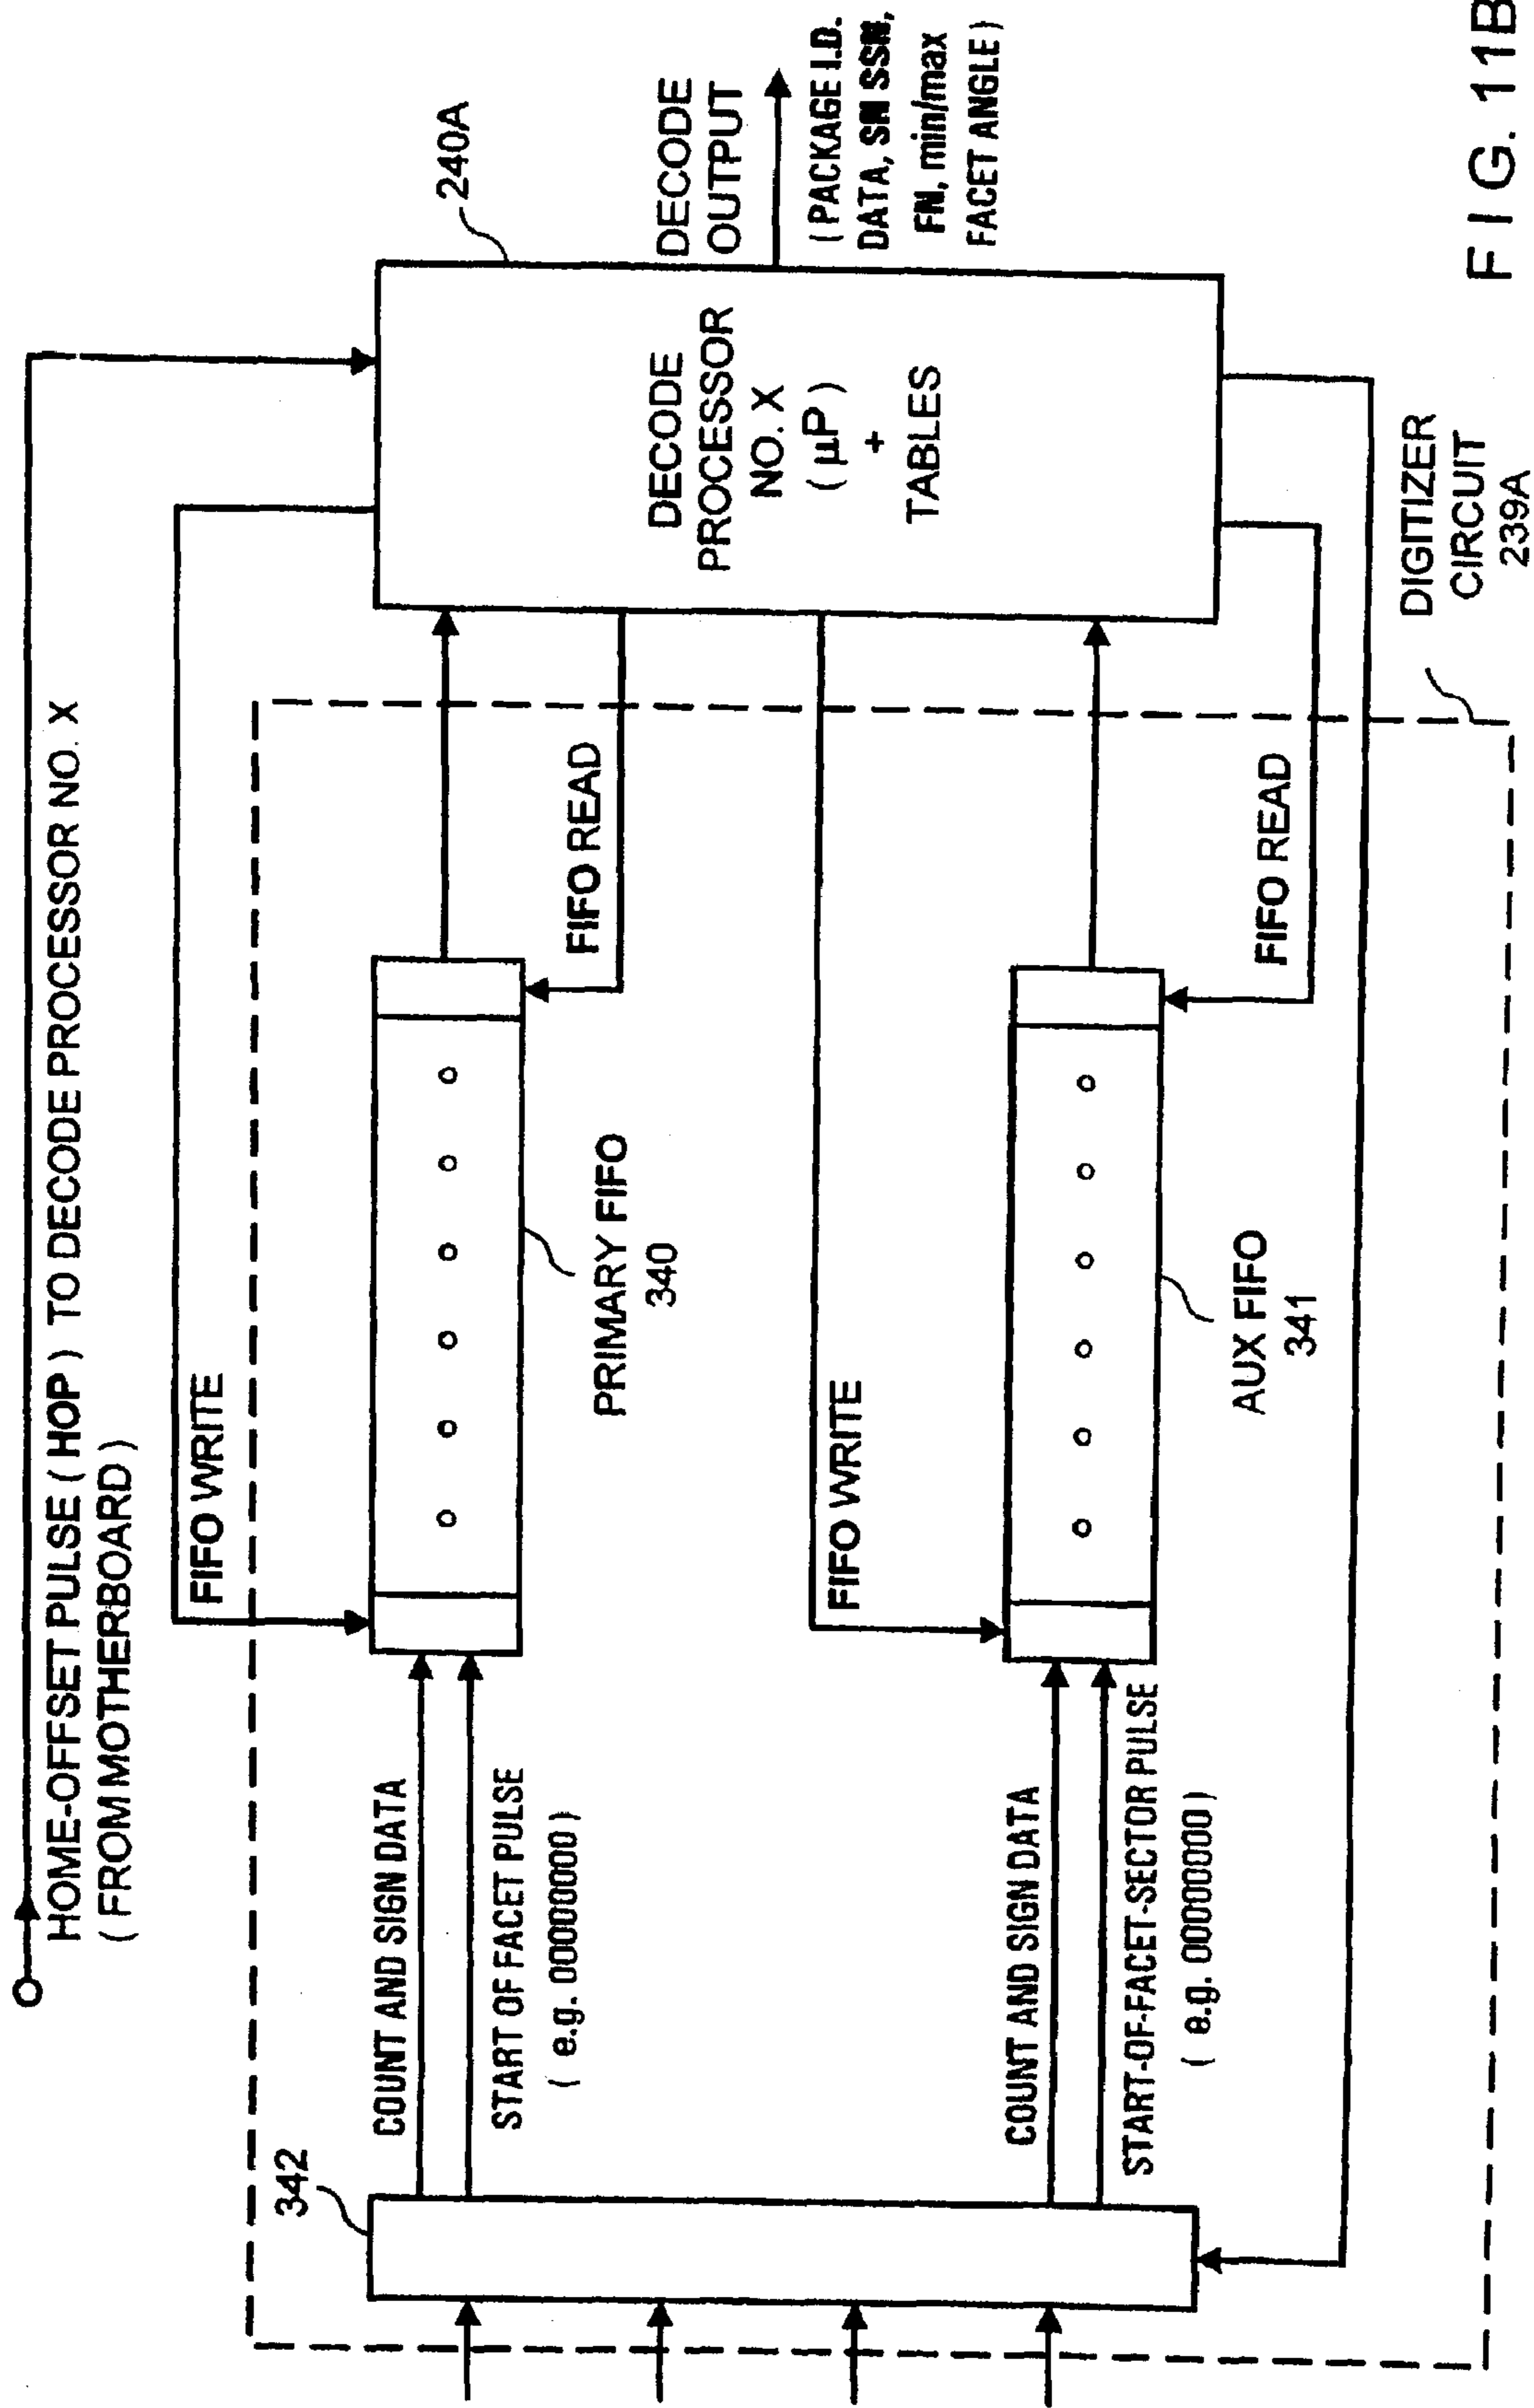 HOME-OFFSET PULSE ( HOP ) TO DECODE PROCESSOR NO. X
( FROM MOTHERBOARD )
FIFO WRITE
342
COUNT AND SIGN DATA
START OF FACET PULSE
( e.g. 0000000 )
PRIMARY FIFO
340
FIFO READ
FIFO WRITE
COUNT AND SIGN DATA
START-OF-FACET-SECTOR PULSE
( e.g. 0000000 )
AUX FIFO
341
FIFO READ
240A
DECODE
PROCESSOR
NO. X
( µP )
+
TABLES
DECODE
OUTPUT
( PACKAGE I.D.
DATA, SN SSN,
FN, min/max
FACET ANGLE )
DIGITIZER
CIRCUIT
239A
F I G. 11B